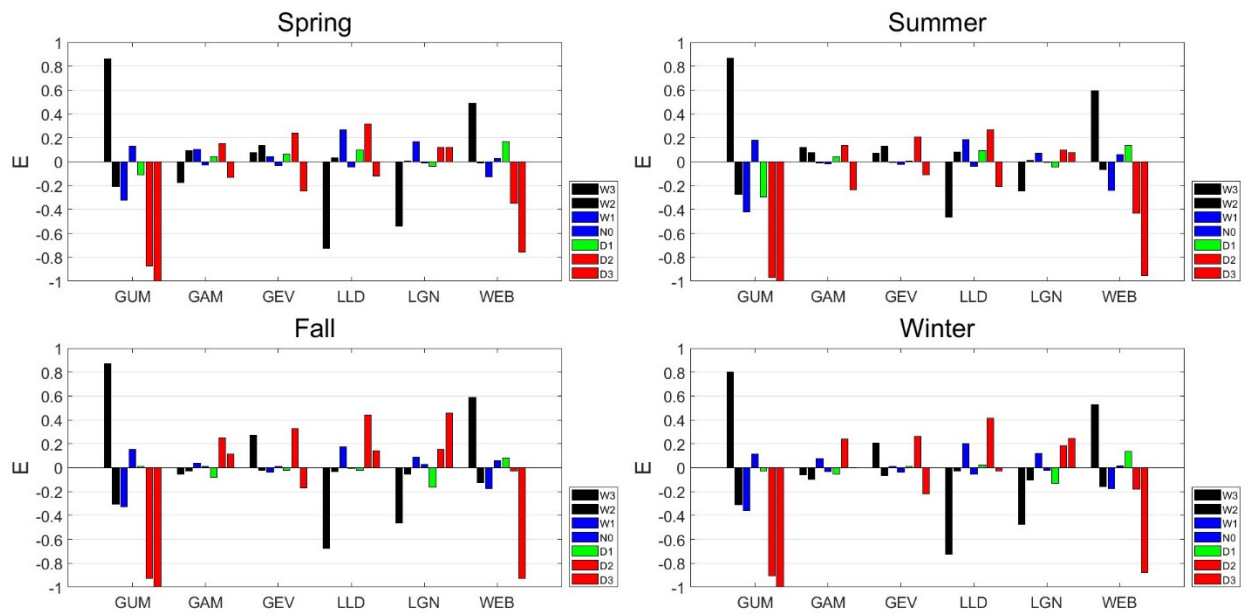 Spring
1
0.8
0.6
0.4
0.2
0
-0.2
-0.4
-0.6
-0.8
-1
E
GUM GAM GEV LLD LGN WEB
W3
W2
W1
N0
D1
D2
D3
Summer
1
0.8
0.6
0.4
0.2
0
-0.2
-0.4
-0.6
-0.8
-1
E
GUM GAM GEV LLD LGN WEB
W3
W2
W1
N0
D1
D2
D3
Fall
1
0.8
0.6
0.4
0.2
0
-0.2
-0.4
-0.6
-0.8
-1
E
GUM GAM GEV LLD LGN WEB
W3
W2
W1
N0
D1
D2
D3
Winter
1
0.8
0.6
0.4
0.2
0
-0.2
-0.4
-0.6
-0.8
-1
E
GUM GAM GEV LLD LGN WEB
W3
W2
W1
N0
D1
D2
D3